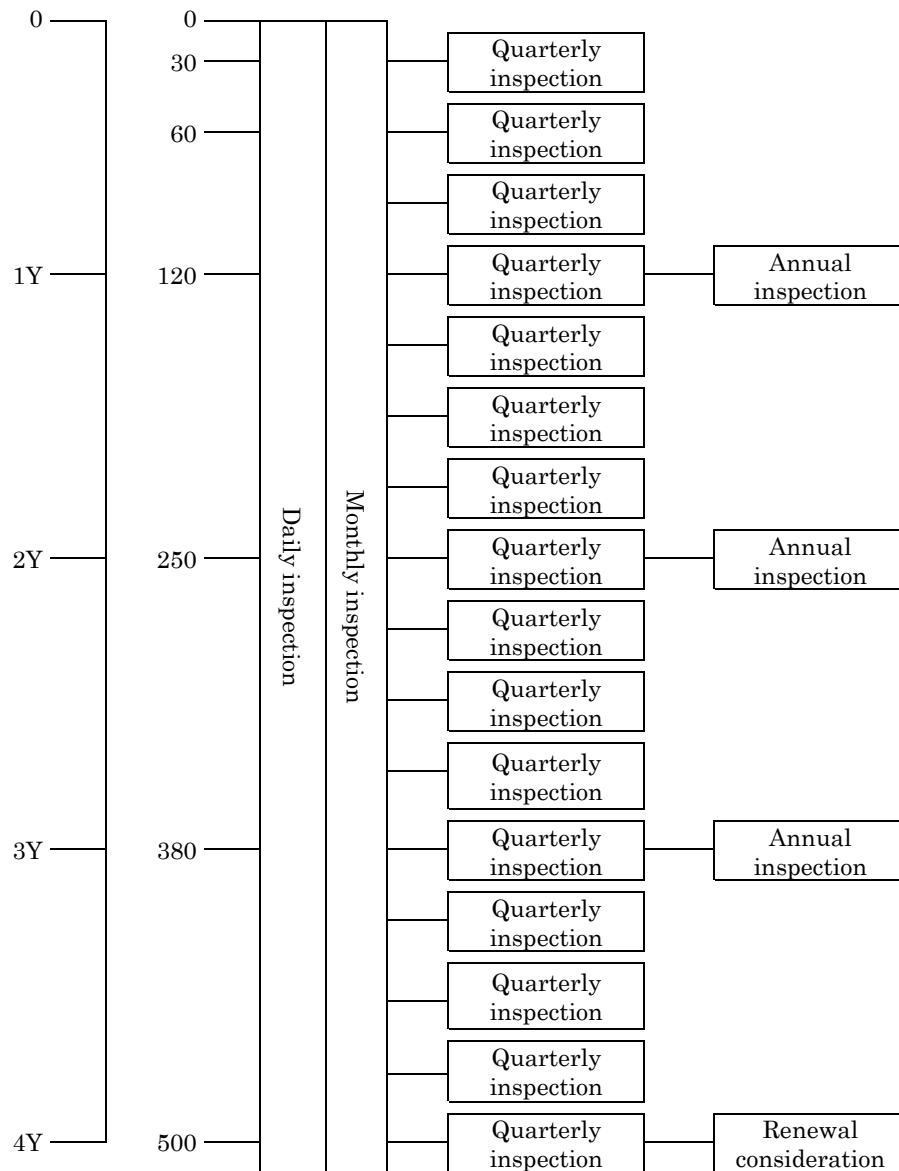 0
0
30
Quarterly
inspection
60
Quarterly
inspection
Quarterly
inspection
1Y
120
Quarterly
inspection
Annual
inspection
Quarterly
inspection
Quarterly
inspection
Quarterly
inspection
Daily inspection
Monthly inspection
2Y
250
Quarterly
inspection
Annual
inspection
Quarterly
inspection
Quarterly
inspection
Quarterly
inspection
3Y
380
Quarterly
inspection
Annual
inspection
Quarterly
inspection
Quarterly
inspection
Quarterly
inspection
4Y
500
Quarterly
inspection
Renewal
consideration